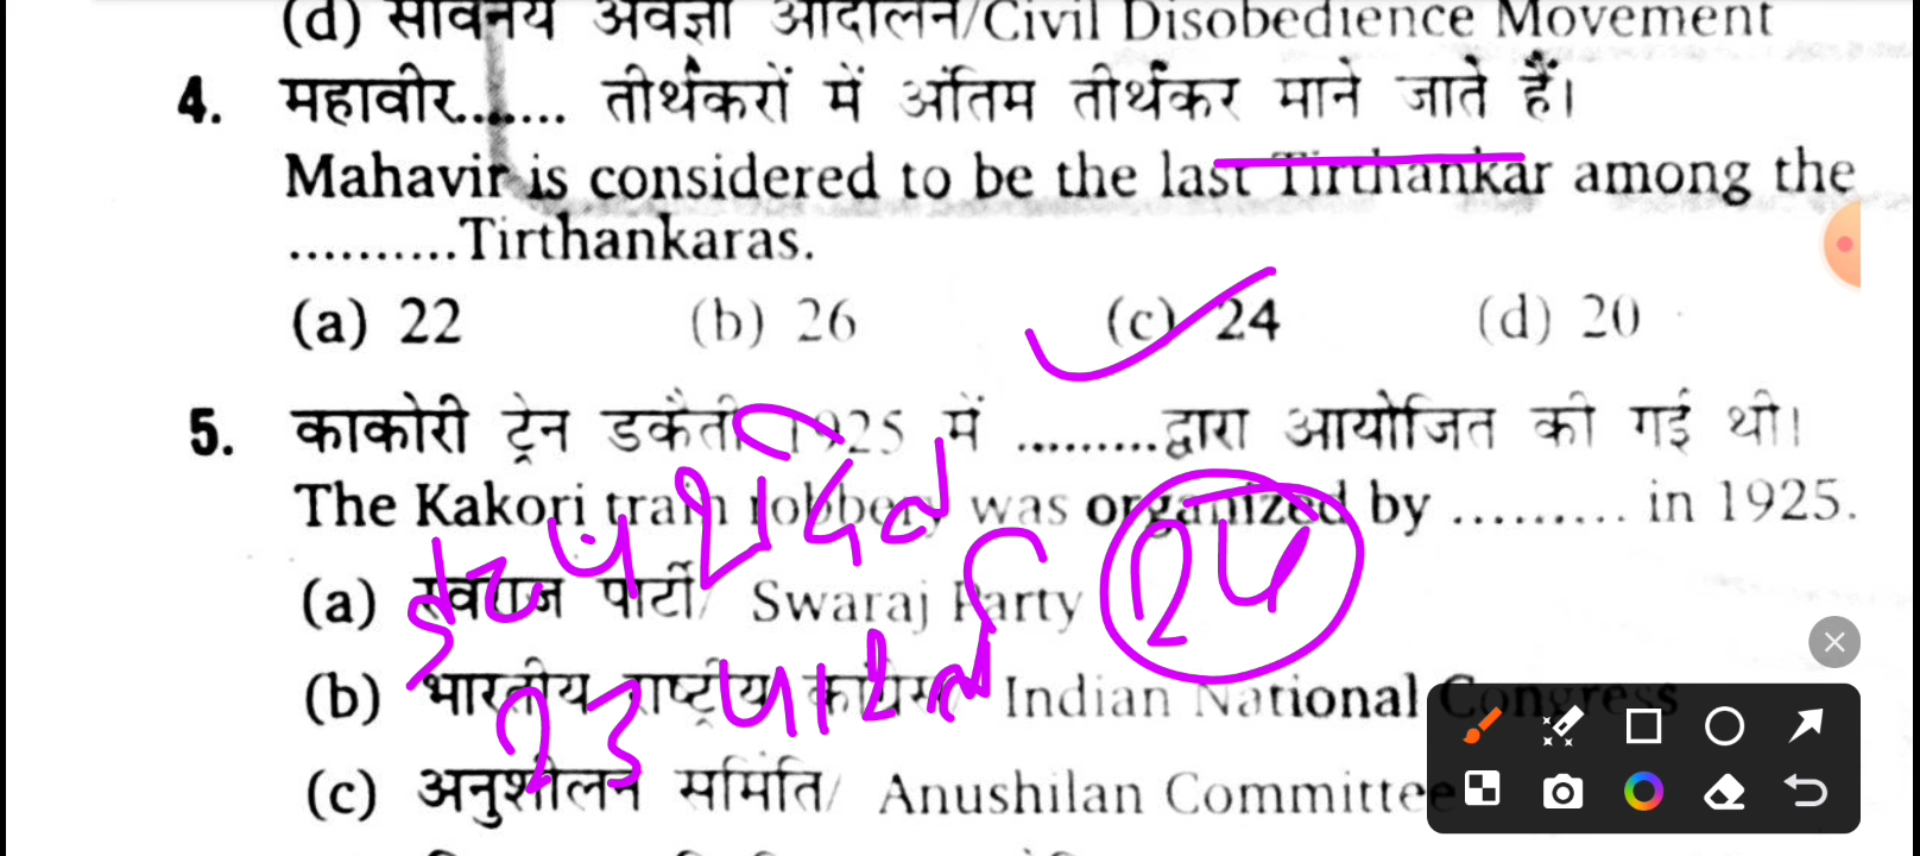 (d) सविनय अवज्ञा आंदोलन/Civil Disobedience Movement
4. महावीर....... तीर्थंकरों में अंतिम तीर्थंकर माने जाते हैं।
Mahavir is considered to be the last Tirthankar among the
..........Tirthankaras.
(a) 22 (b) 26 (c) 24 (d) 20
5. काकोरी ट्रेन डकैती 1925 में .........द्वारा आयोजित की गई थी।
The Kakori train robbery was organized by ......... in 1925.
(a) स्वराज पार्टी/ Swaraj Party
(b) भारतीय राष्ट्रीय कांग्रेस/ Indian National Congress
(c) अनुशीलन समिति/ Anushilan Committee